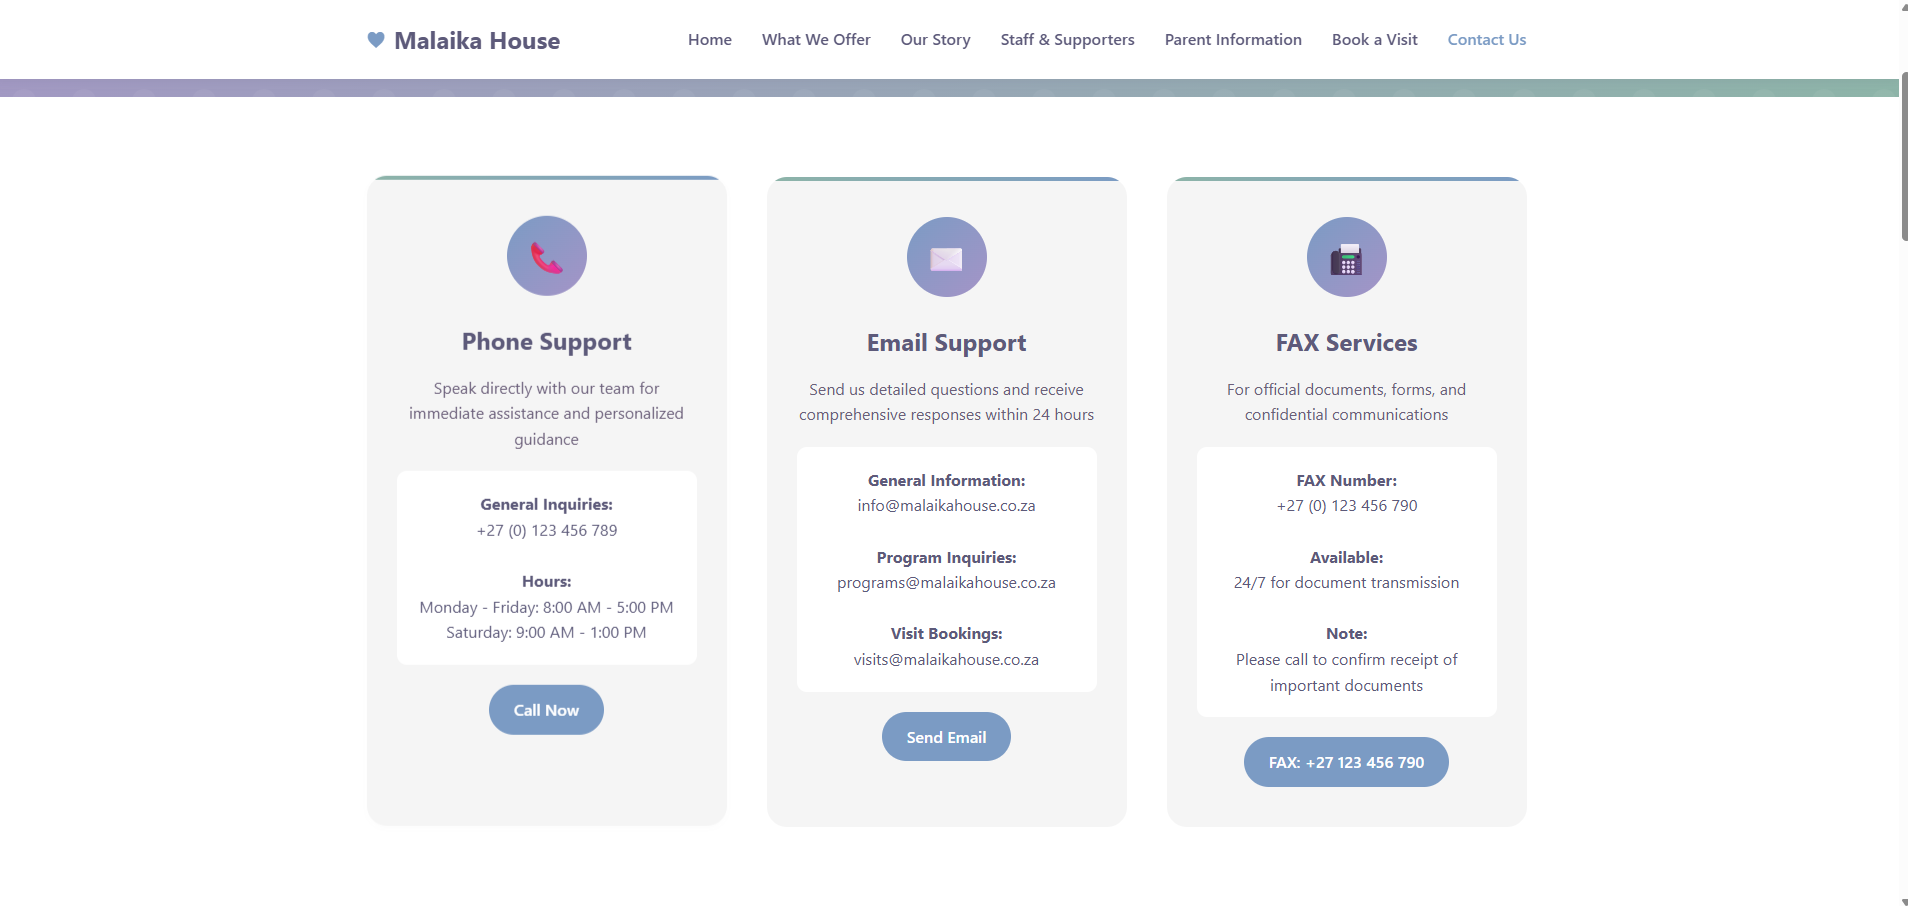 Malaika House
Home
What We Offer
Our Story
Staff & Supporters
Parent Information
Book a Visit
Contact Us
Phone Support
Speak directly with our team for
immediate assistance and personalized
guidance
General Inquiries:
+27 (0) 123 456 789
Hours:
Monday - Friday: 8:00 AM - 5:00 PM
Saturday: 9:00 AM - 1:00 PM
Call Now
Email Support
Send us detailed questions and receive
comprehensive responses within 24 hours
General Information:
info@malaikahouse.co.za
Program Inquiries:
programs@malaikahouse.co.za
Visit Bookings:
visits@malaikahouse.co.za
Send Email
FAX Services
For official documents, forms, and
confidential communications
FAX Number:
+27 (0) 123 456 790
Available:
24/7 for document transmission
Note:
Please call to confirm receipt of
important documents
FAX: +27 123 456 790